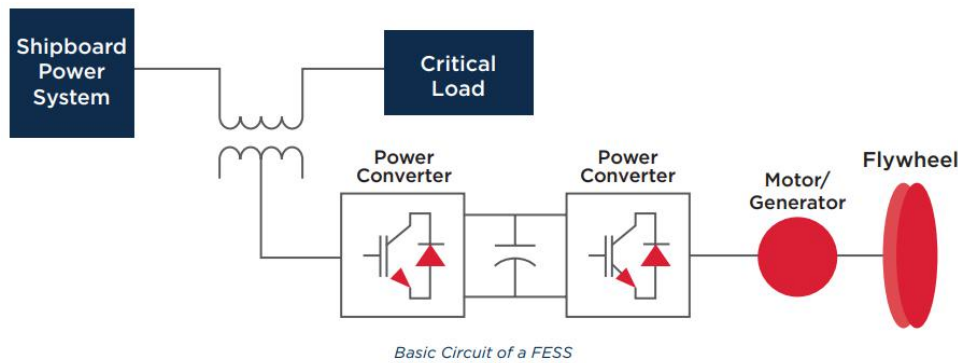 Shipboard
Power
System
Critical
Load
Power
Converter
Power
Converter
Motor/
Generator
Flywheel
Basic Circuit of a FESS